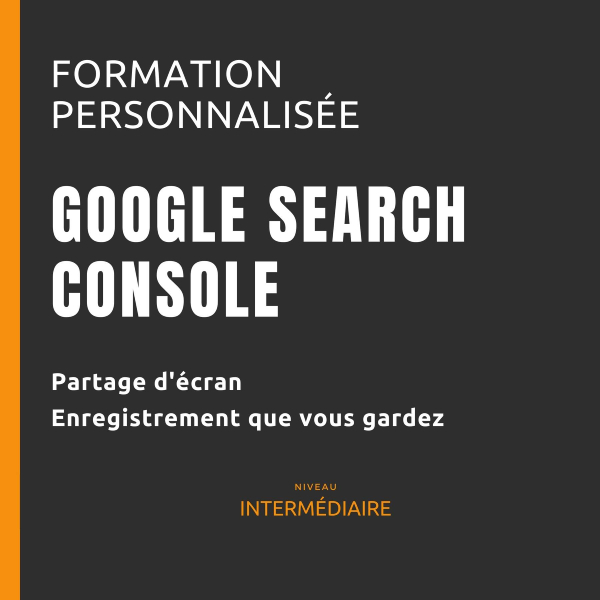 FORMATION
PERSONNALISÉE
GOOGLE SEARCH
CONSOLE
Partage d'écran
Enregistrement que vous gardez
NIVEAU
INTERMÉDIAIRE